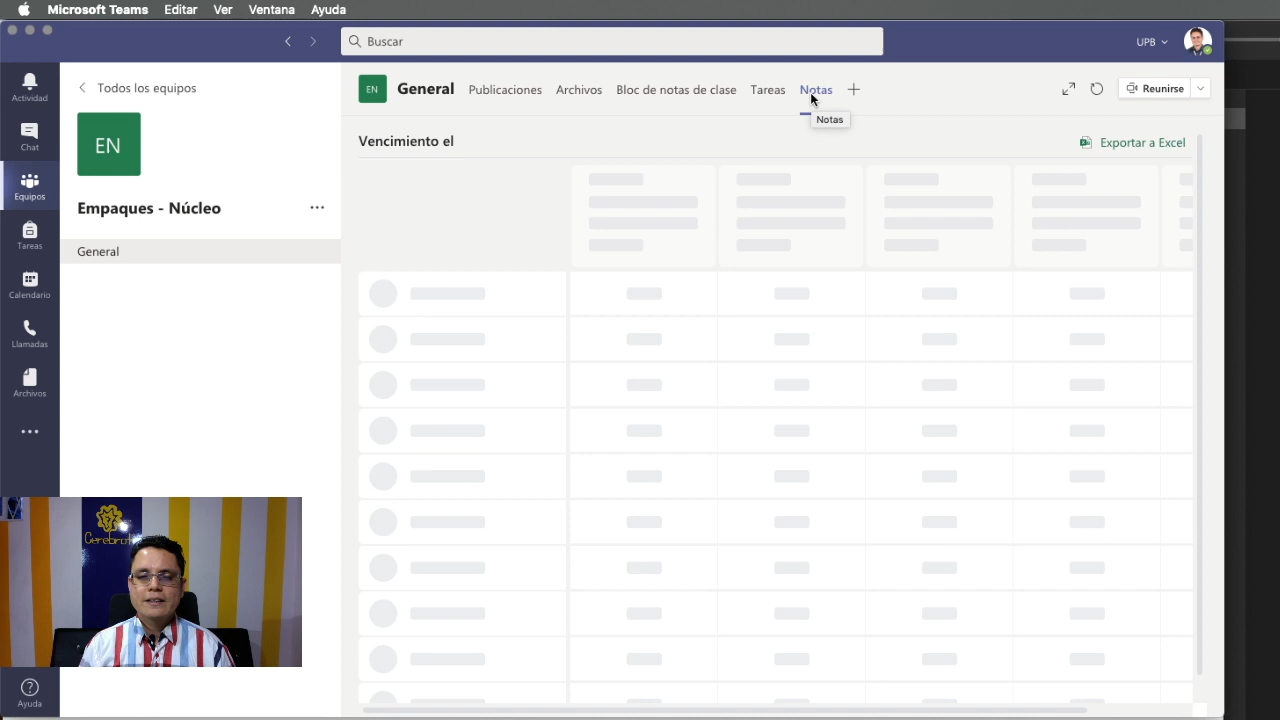 Microsoft Teams Editar Ver Ventana Ayuda
Buscar
UPB
Actividad
Chat
Equipos
Tareas
Calendario
Llamadas
Archivos
Ayuda
Todos los equipos
EN
Empaques - Núcleo
General
EN General Publicaciones Archivos Bloc de notas de clase Tareas Notas
Reunirse
Notas
Vencimiento el
Exportar a Excel